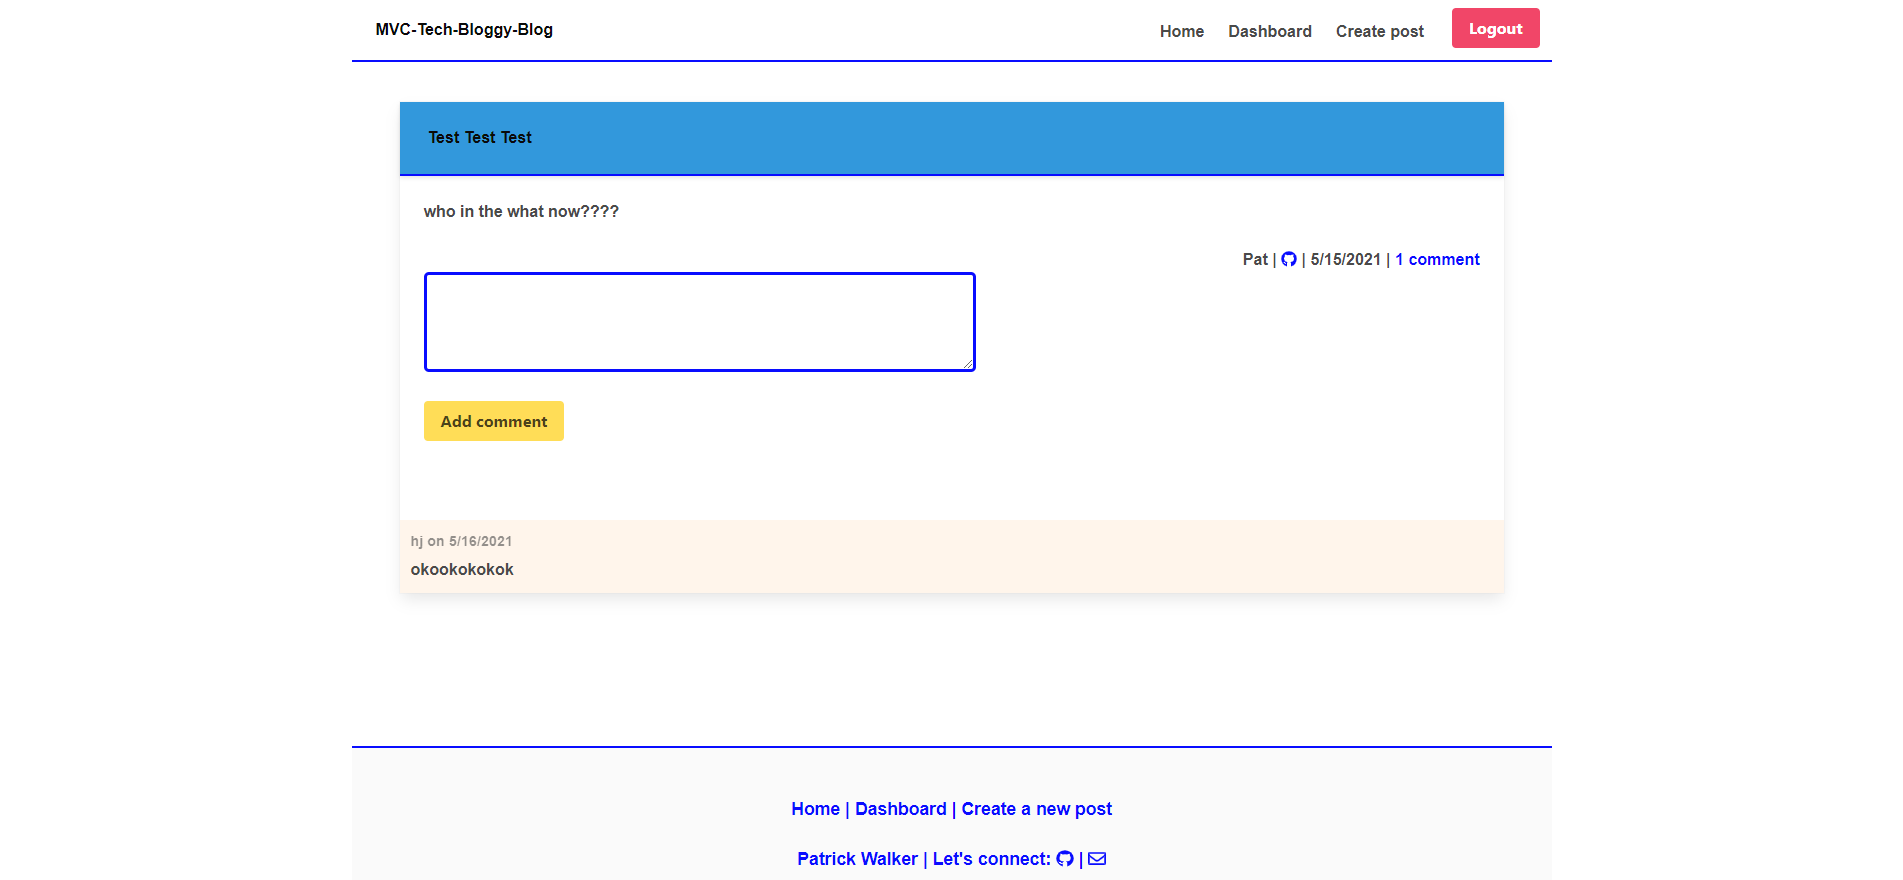 MVC-Tech-Bloggy-Blog
Home Dashboard Create post Logout
Test Test Test
who in the what now????
Pat | | 5/15/2021 | 1 comment
Add comment
hj on 5/16/2021
okookokokok
Home | Dashboard | Create a new post
Patrick Walker | Let's connect: |